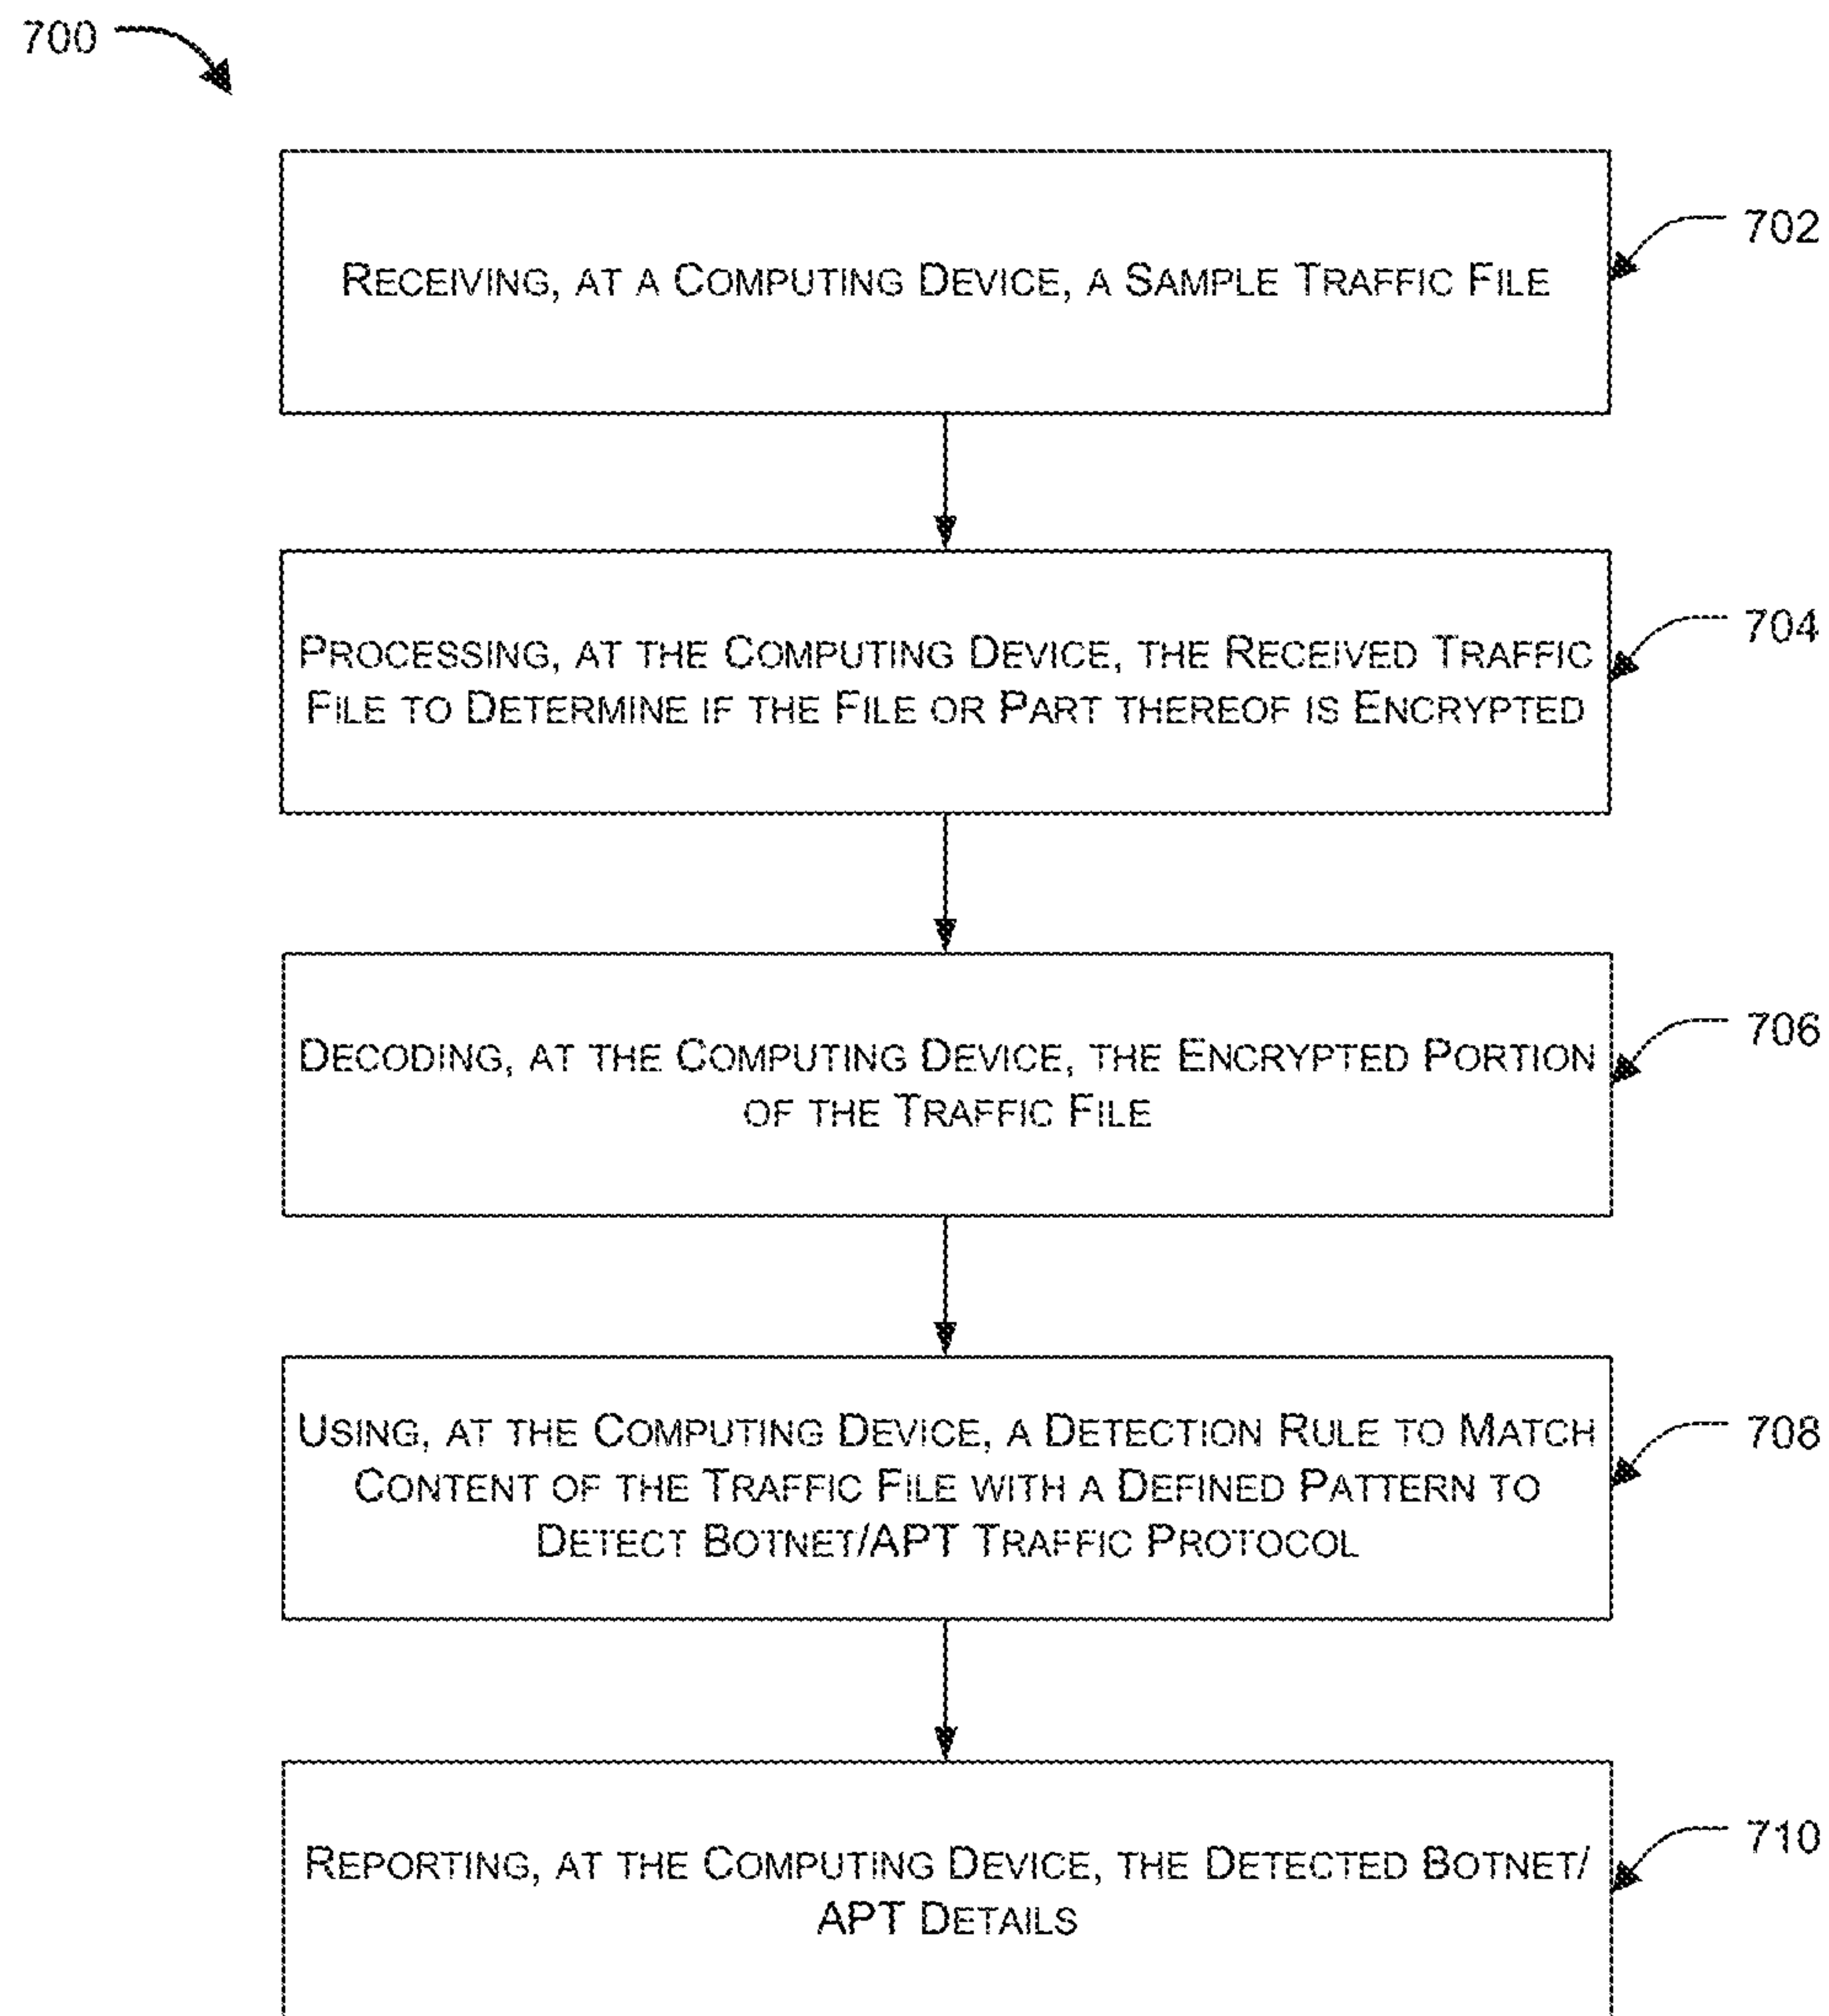 700
RECEIVING, AT A COMPUTING DEVICE, A SAMPLE TRAFFIC FILE
702
PROCESSING, AT THE COMPUTING DEVICE, THE RECEIVED TRAFFIC
FILE TO DETERMINE IF THE FILE OR PART THEREOF IS ENCRYPTED
704
DECODING, AT THE COMPUTING DEVICE, THE ENCRYPTED PORTION
OF THE TRAFFIC FILE
706
USING, AT THE COMPUTING DEVICE, A DETECTION RULE TO MATCH
CONTENT OF THE TRAFFIC FILE WITH A DEFINED PATTERN TO
DETECT BOTNET/APT TRAFFIC PROTOCOL
708
REPORTING, AT THE COMPUTING DEVICE, THE DETECTED BOTNET/
APT DETAILS
710